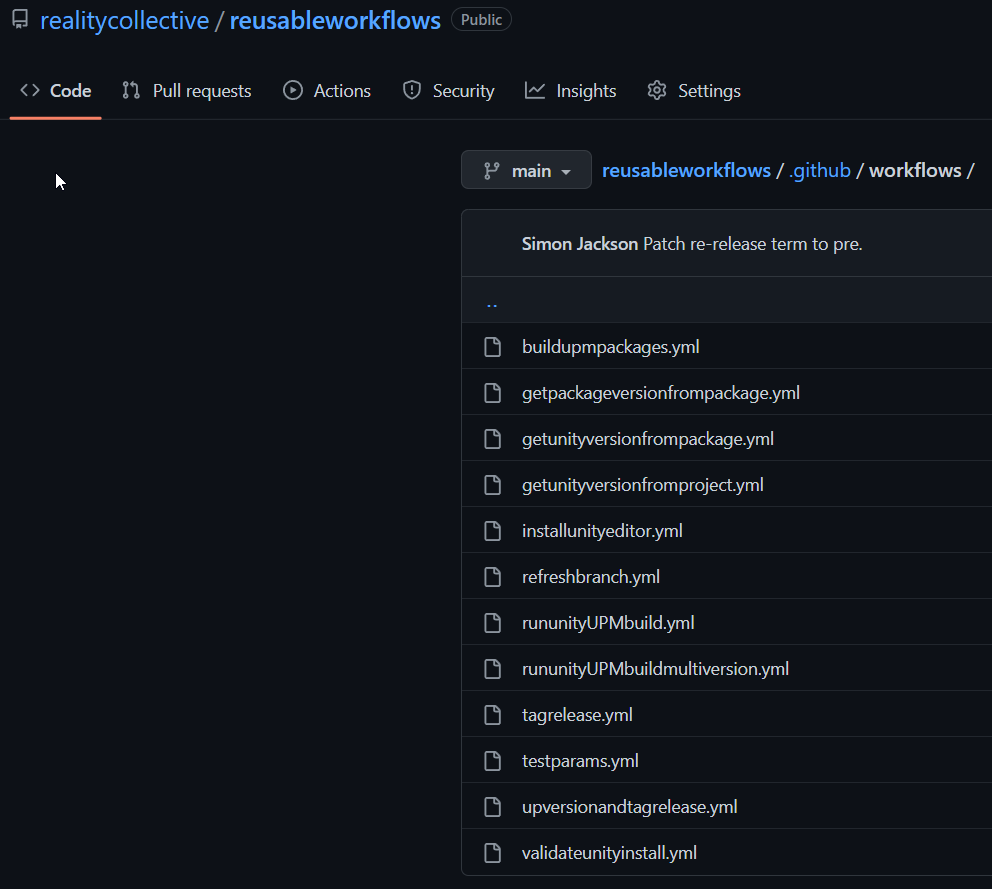 realitycollective / reusableworkflows Public
Code Pull requests Actions Security Insights Settings
main reusableworkflows / .github / workflows /
Simon Jackson Patch re-release term to pre.
..
buildupmpackages.yml
getpackageversionfrompackage.yml
getunityversionfrompackage.yml
getunityversionfromproject.yml
installunityeditor.yml
refreshbranch.yml
rununityUPMbuild.yml
rununityUPMbuildmultiversion.yml
tagrelease.yml
testparams.yml
upversionandtagrelease.yml
validateunityinstall.yml